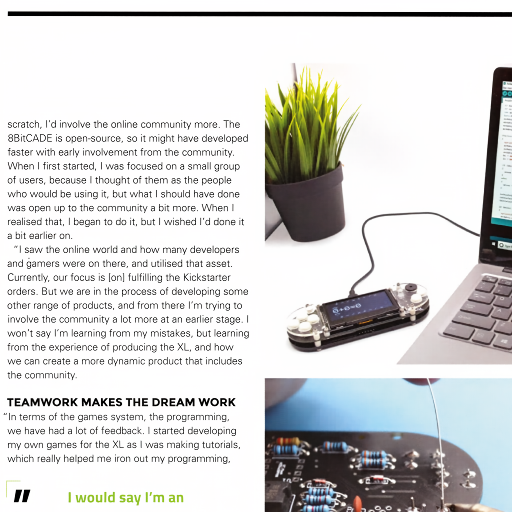 scratch, I'd involve the online community more. The
8BitCADE is open-source, so it might have developed
faster with early involvement from the community.
When I first started, I was focused on a small group
of users, because I thought of them as the people
who would be using it, but what I should have done
was open up to the community a bit more. When I
realised that, I began to do it, but I wished I'd done it
a bit earlier on.
"I saw the online world and how many developers
and gamers were on there, and utilised that asset.
Currently, our focus is [on] fulfilling the Kickstarter
orders. But we are in the process of developing some
other range of products, and from there I'm trying to
involve the community a lot more at an earlier stage. I
won't say I'm learning from my mistakes, but learning
from the experience of producing the XL, and how
we can create a more dynamic product that includes
the community.
TEAMWORK MAKES THE DREAM WORK
"In terms of the games system, the programming,
we have had a lot of feedback. I started developing
my own games for the XL as I was making tutorials,
which really helped me iron out my programming,
" I would say I'm an